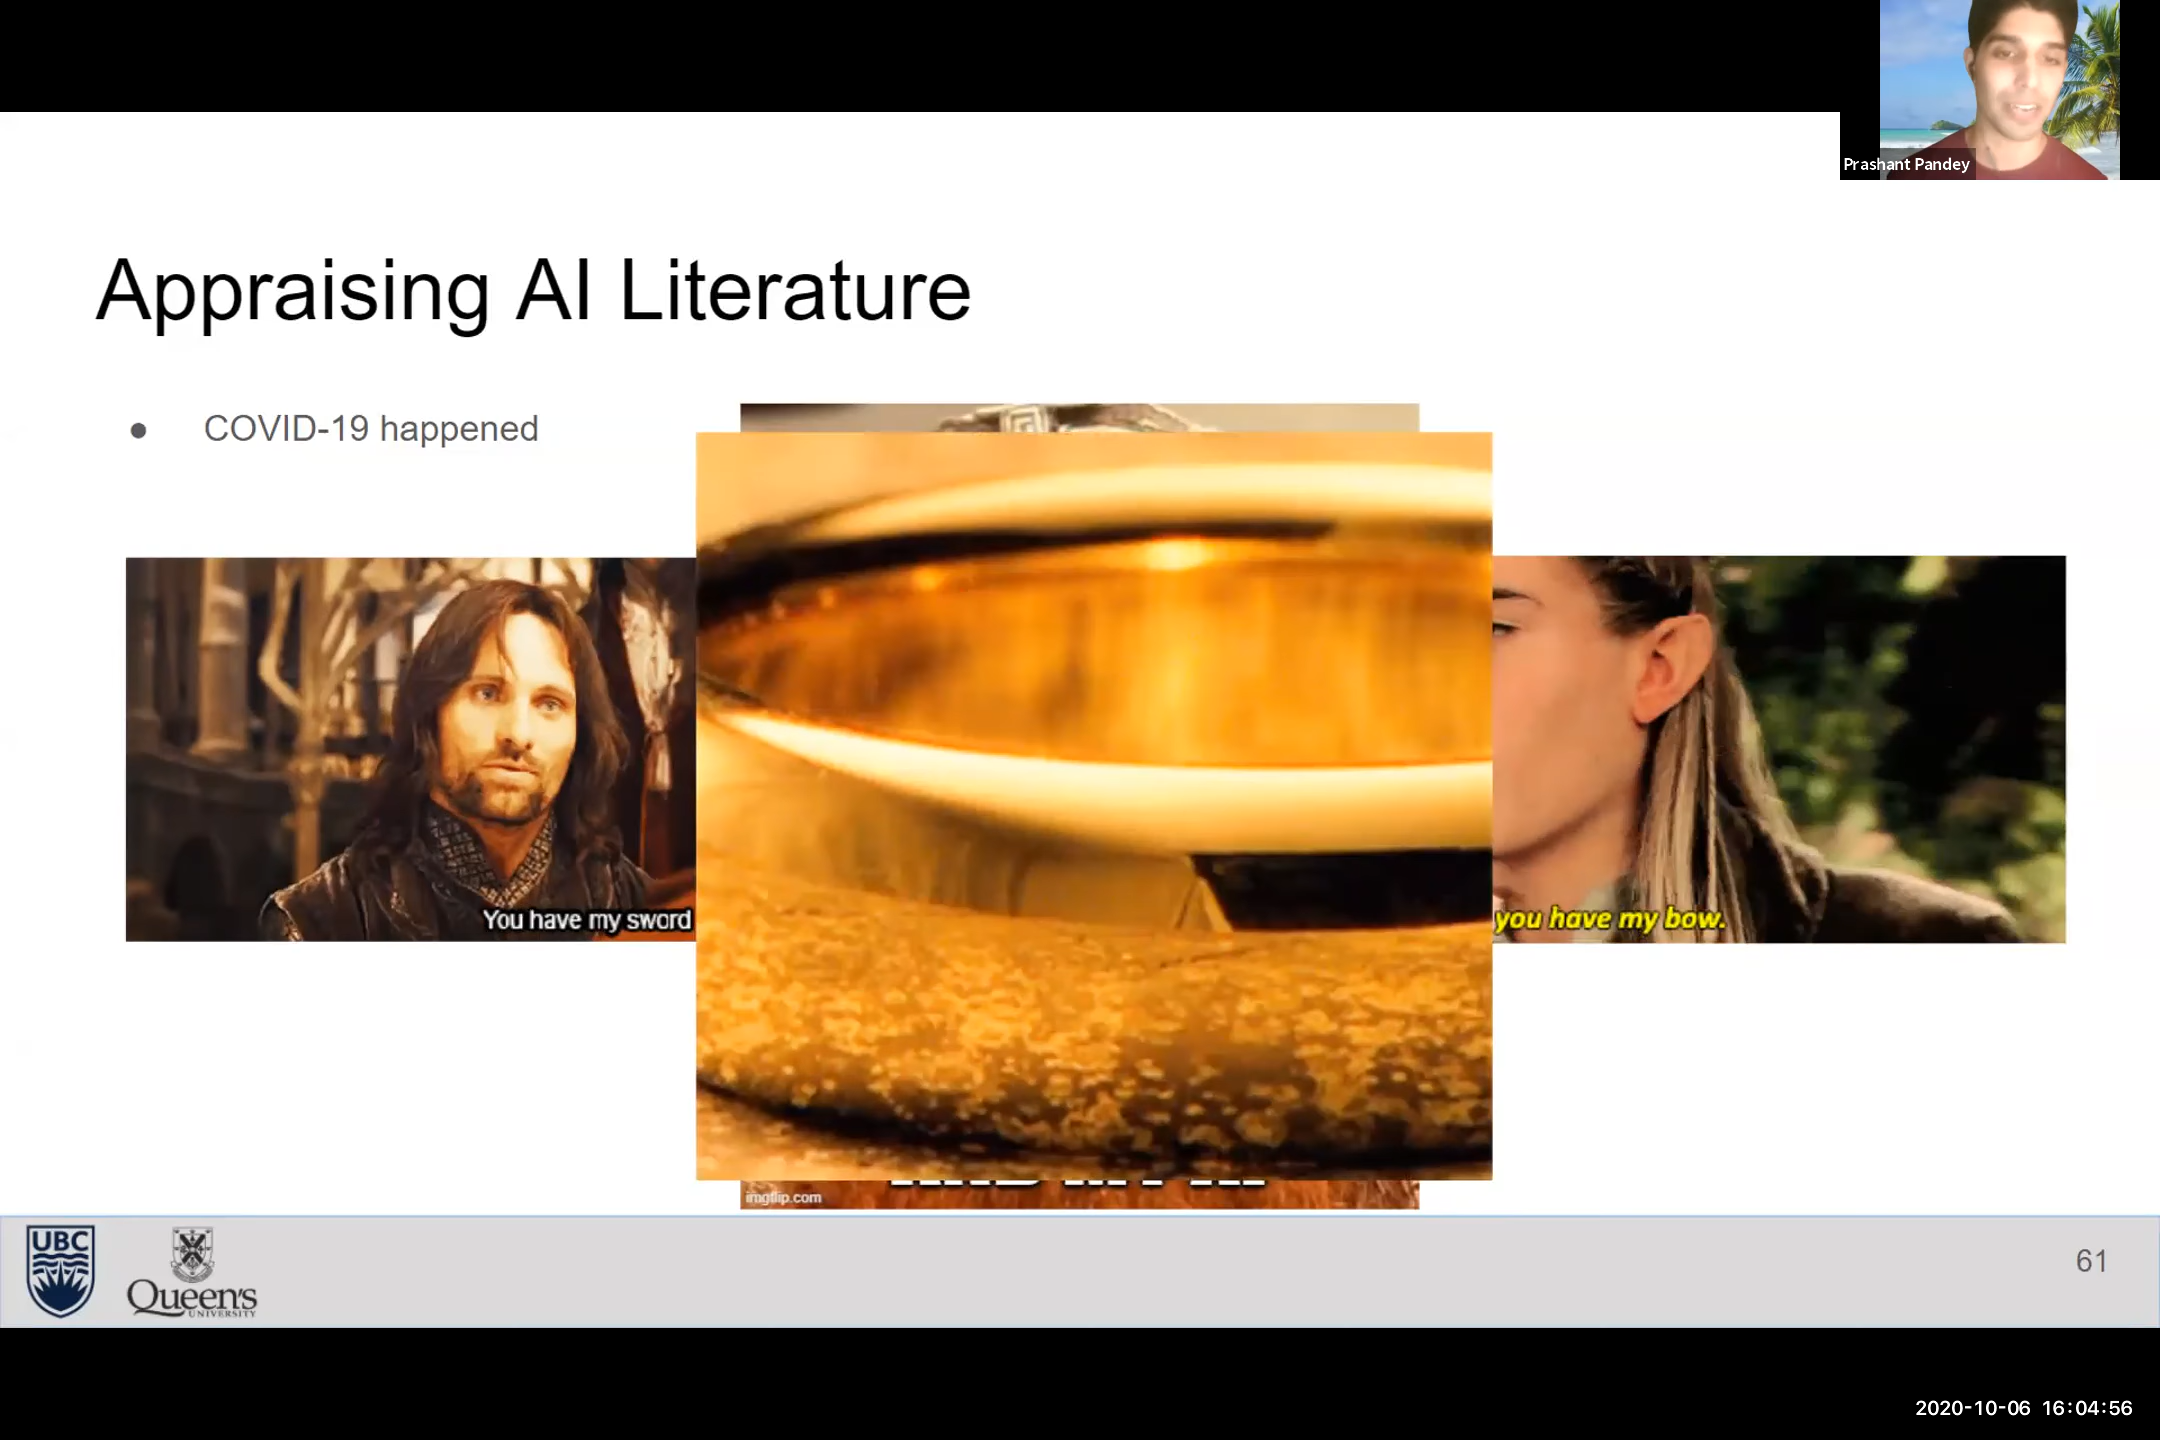 Prashant Pandey
Appraising AI Literature
● COVID-19 happened
You have my sword
you have my bow.
imgflip.com
UBC
Queen's
UNIVERSITY
61
2020-10-06 16:04:56